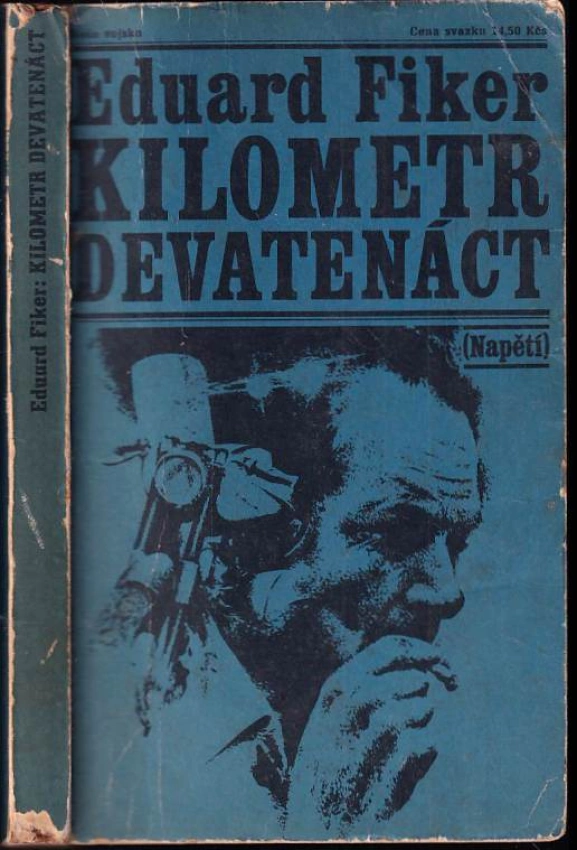 Eduard Fiker: KILOMETR DEVATENÁCT
Cena svazku 14,50 Kčs
Eduard Fiker
KILOMETR
DEVATENÁCT
(Napětí)